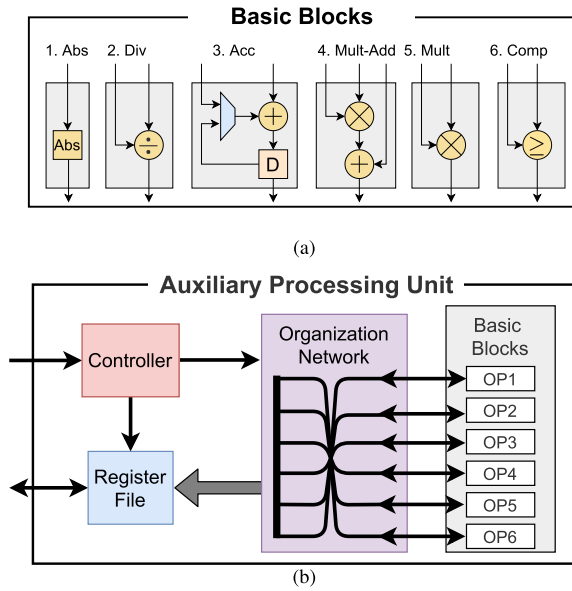 Basic Blocks
1. Abs
2. Div
3. Acc
4. Mult-Add
5. Mult
6. Comp
Abs
÷
+
D
×
+
×
≥
(a)
Auxiliary Processing Unit
Controller
Register
File
Organization
Network
Basic
Blocks
OP1
OP2
OP3
OP4
OP5
OP6
(b)